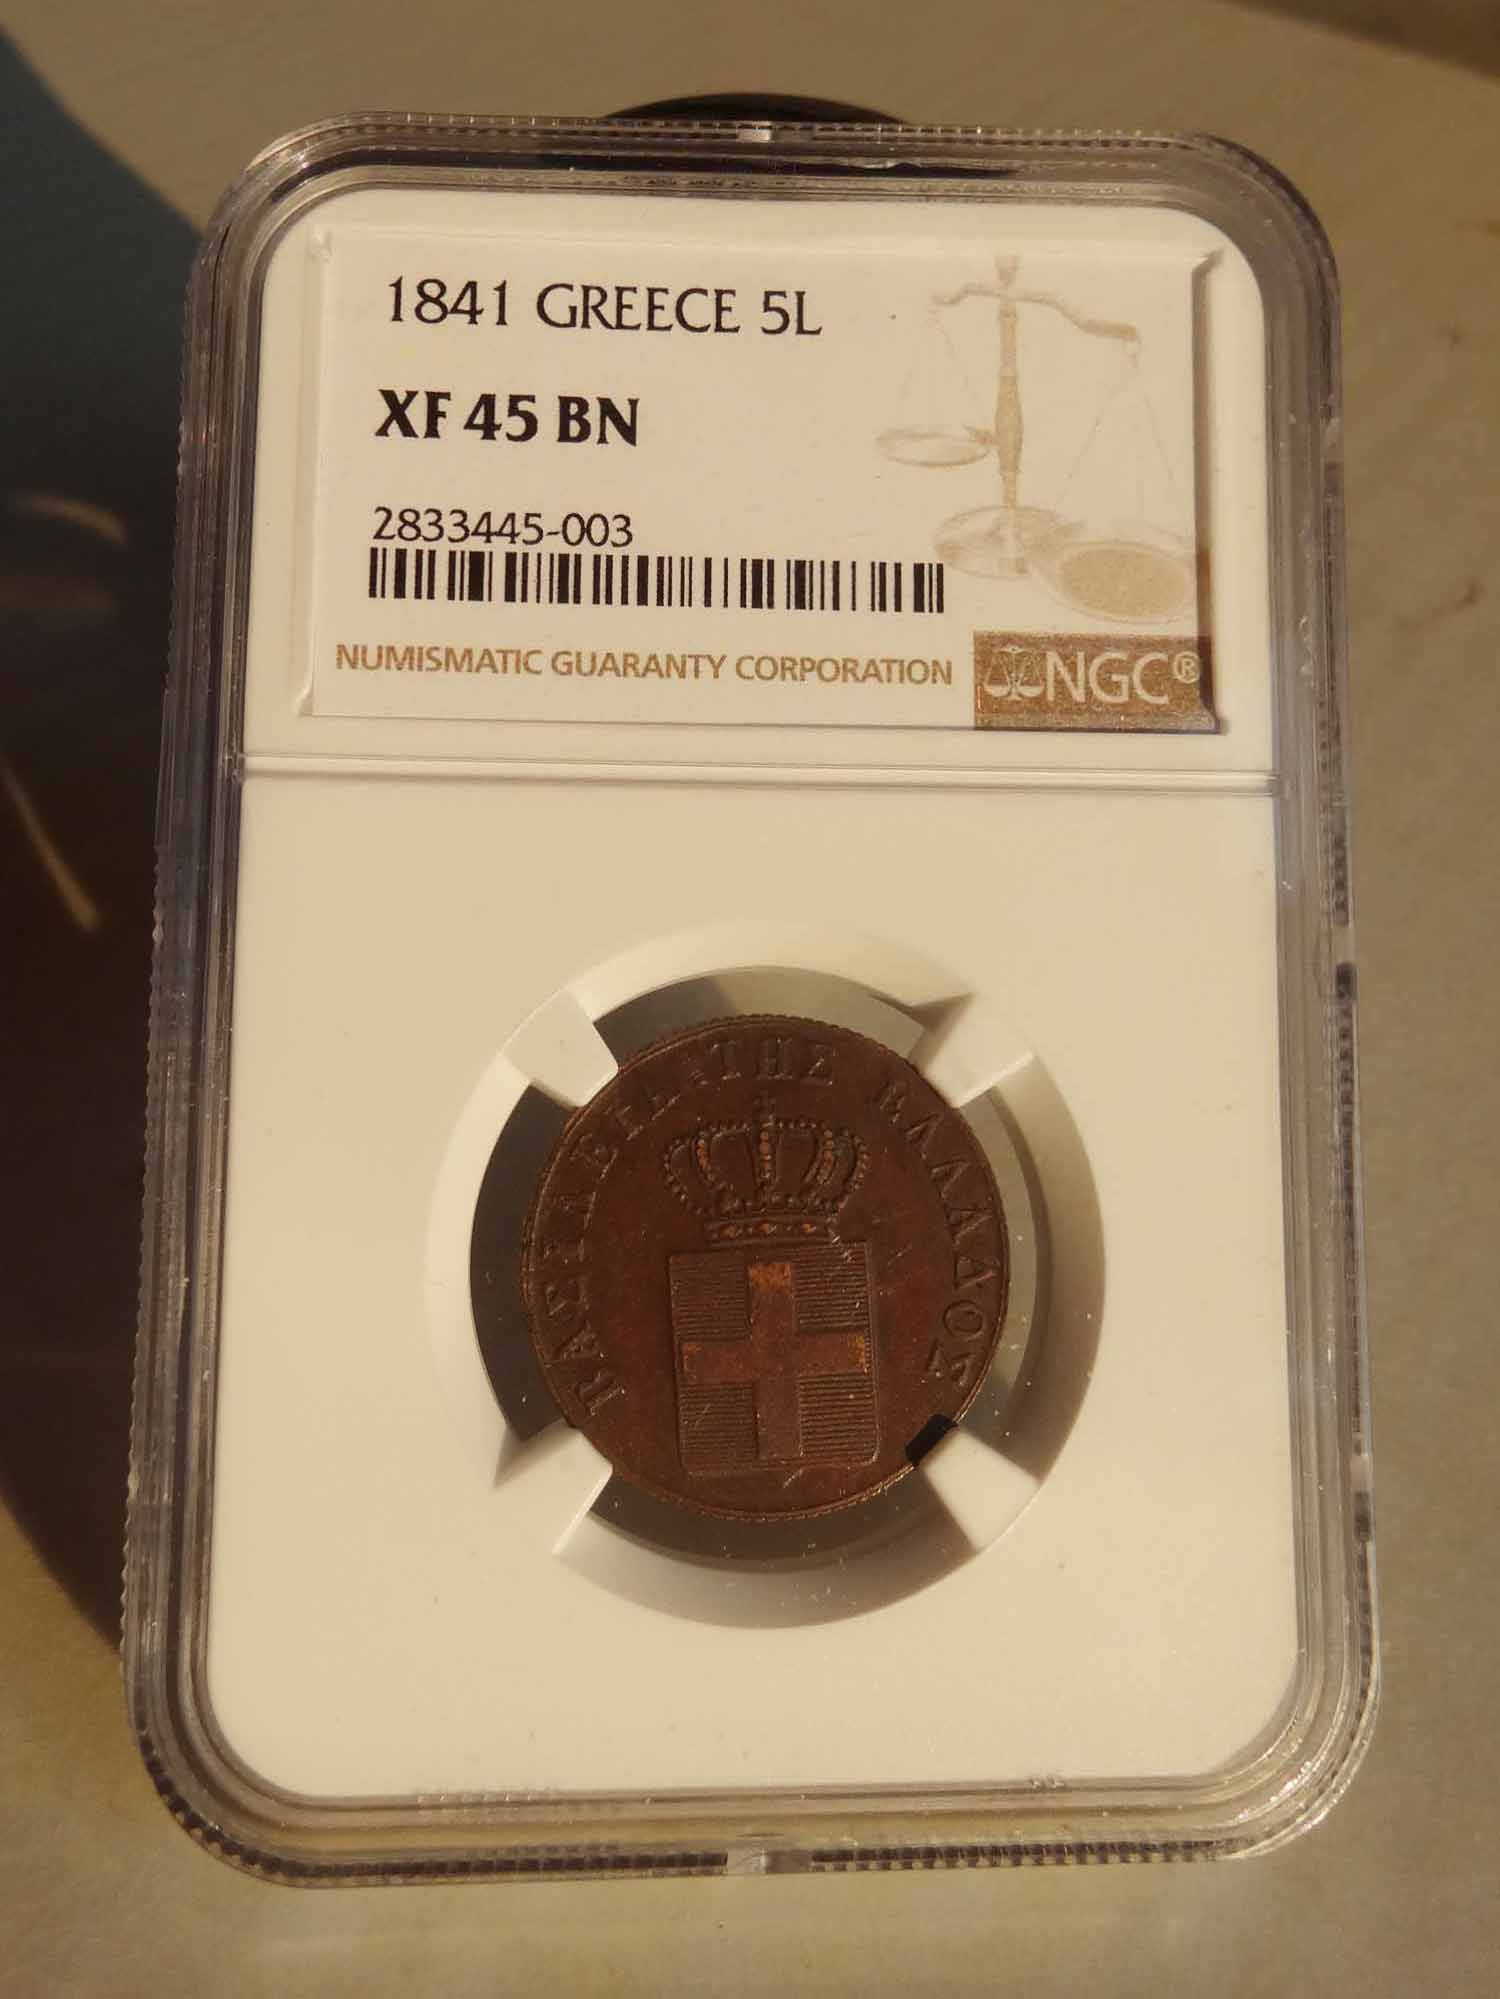 1841 GREECE 5L
XF 45 BN
2833445-003
NUMISMATIC GUARANTY CORPORATION
NGC®
ΒΑΣΙΛΕΙΑ ΤΗΣ ΕΛΛΑΔΟΣ